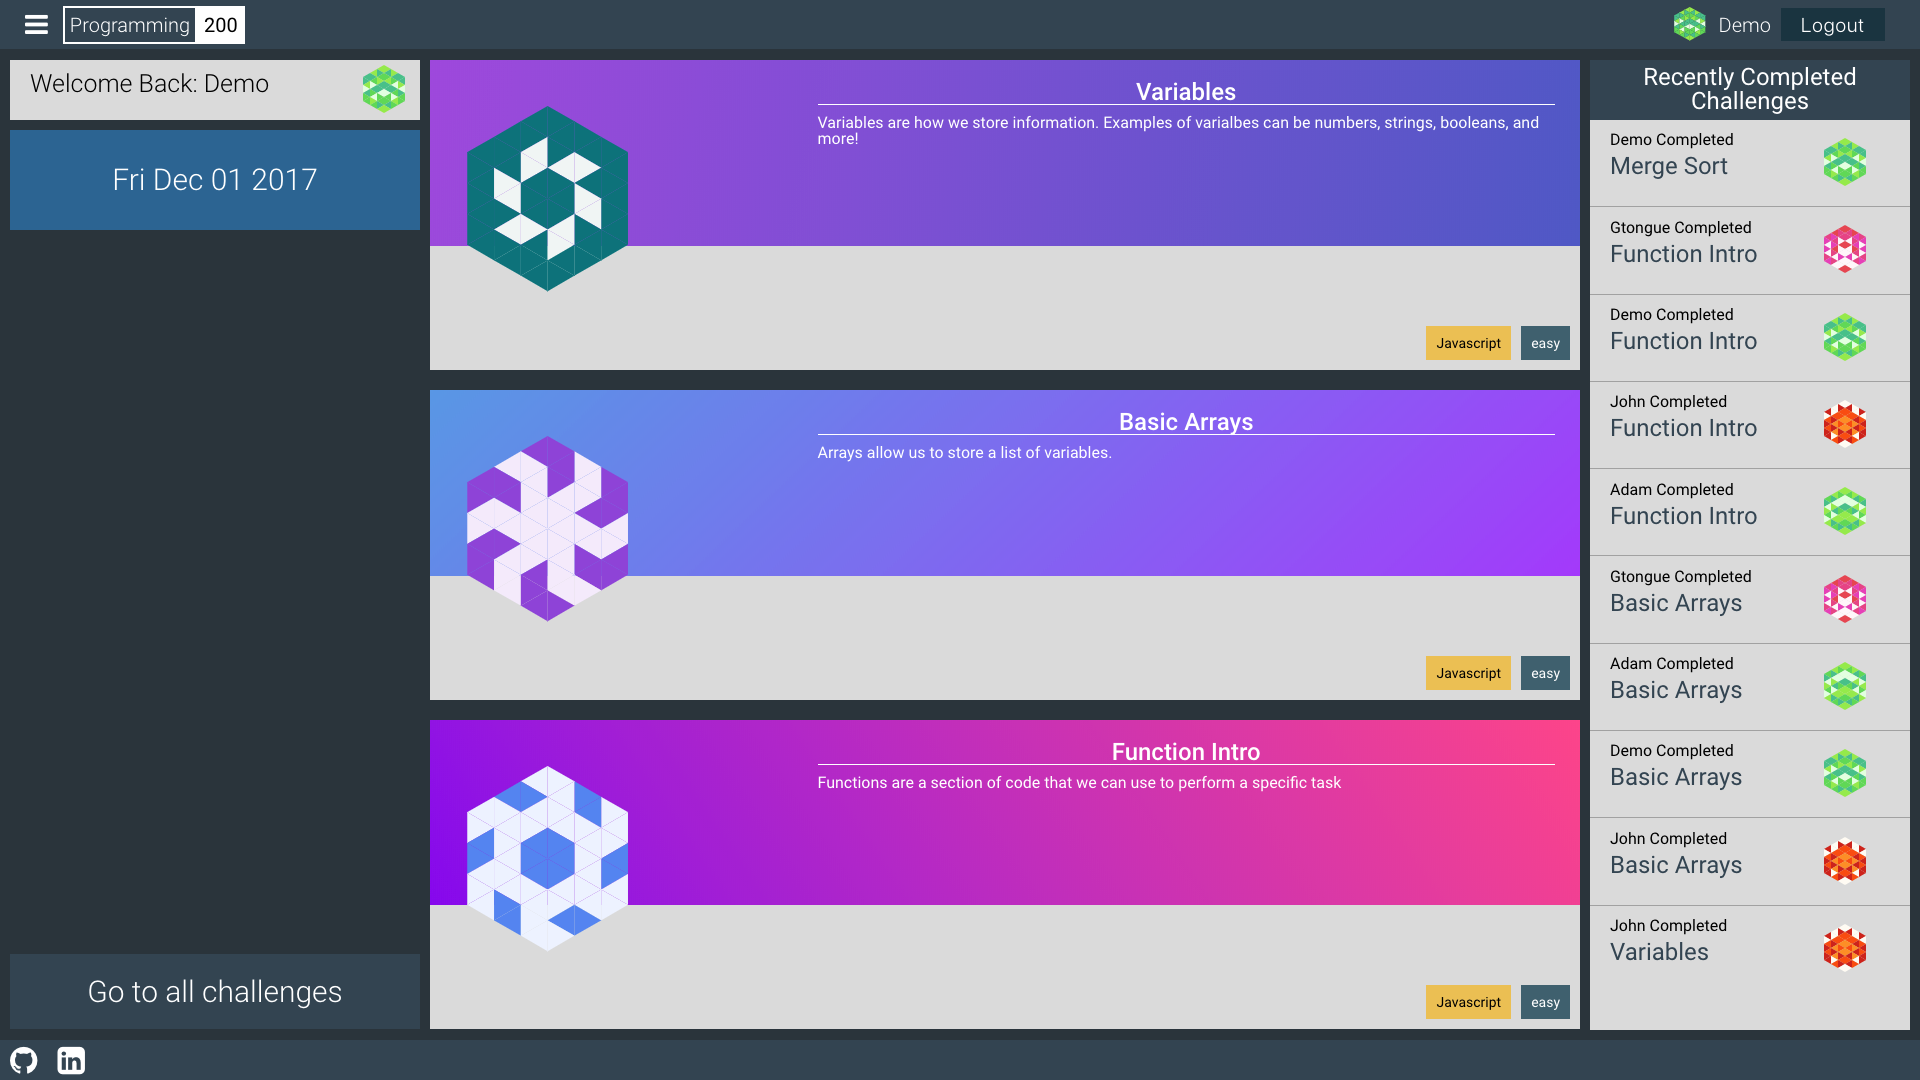 Programming 200
Demo
Logout
Welcome Back: Demo
Fri Dec 01 2017
Go to all challenges
Variables
Variables are how we store information. Examples of varialbes can be numbers, strings, booleans, and
more!
Javascript
easy
Basic Arrays
Arrays allow us to store a list of variables.
Javascript
easy
Function Intro
Functions are a section of code that we can use to perform a specific task
Javascript
easy
Recently Completed
Challenges
Demo Completed
Merge Sort
Gtongue Completed
Function Intro
Demo Completed
Function Intro
John Completed
Function Intro
Adam Completed
Function Intro
Gtongue Completed
Basic Arrays
Adam Completed
Basic Arrays
Demo Completed
Basic Arrays
John Completed
Basic Arrays
John Completed
Variables
in